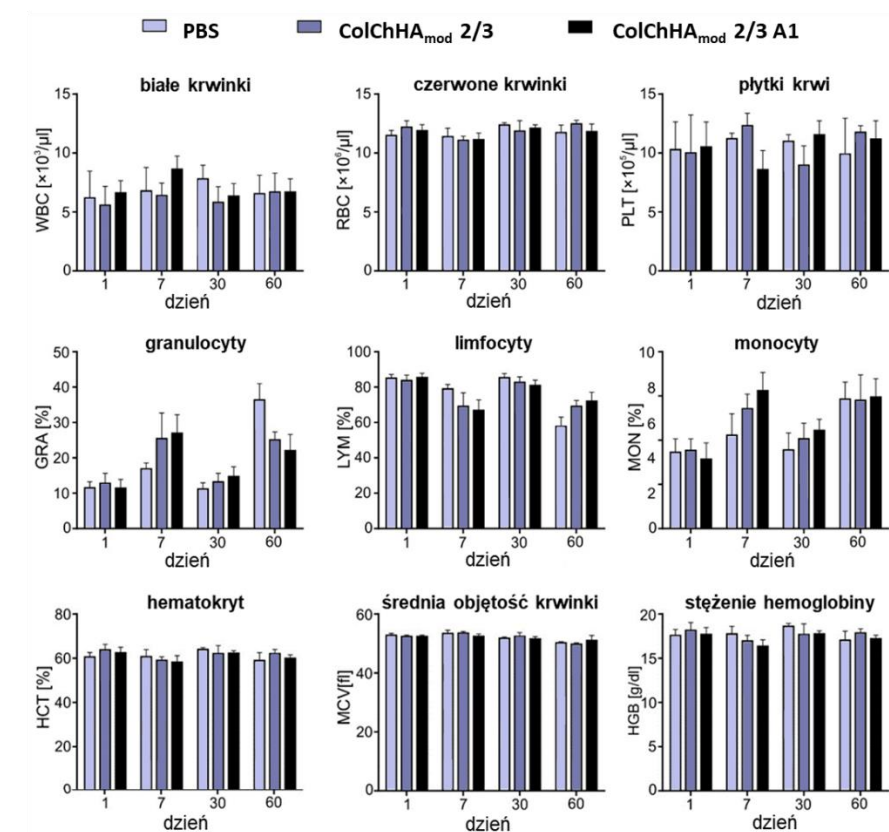 PBS ColChHAmod 2/3 ColChHAmod 2/3 A1
białe krwinki
WBC [×10³/µl]
15
10
5
0
1 7 30 60
dzień
czerwone krwinki
RBC [×10⁶/µl]
15
10
5
0
1 7 30 60
dzień
płytki krwi
PLT [×10⁵/µl]
15
10
5
0
1 7 30 60
dzień
granulocyty
GRA [%]
50
40
30
20
10
0
1 7 30 60
dzień
limfocyty
LYM [%]
100
80
60
40
20
0
1 7 30 60
dzień
monocyty
MON [%]
10
8
6
4
2
0
1 7 30 60
dzień
hematokryt
HCT [%]
80
60
40
20
0
1 7 30 60
dzień
średnia objętość krwinki
MCV[fl]
60
40
20
0
1 7 30 60
dzień
stężenie hemoglobiny
HGB [g/dl]
20
15
10
5
0
1 7 30 60
dzień